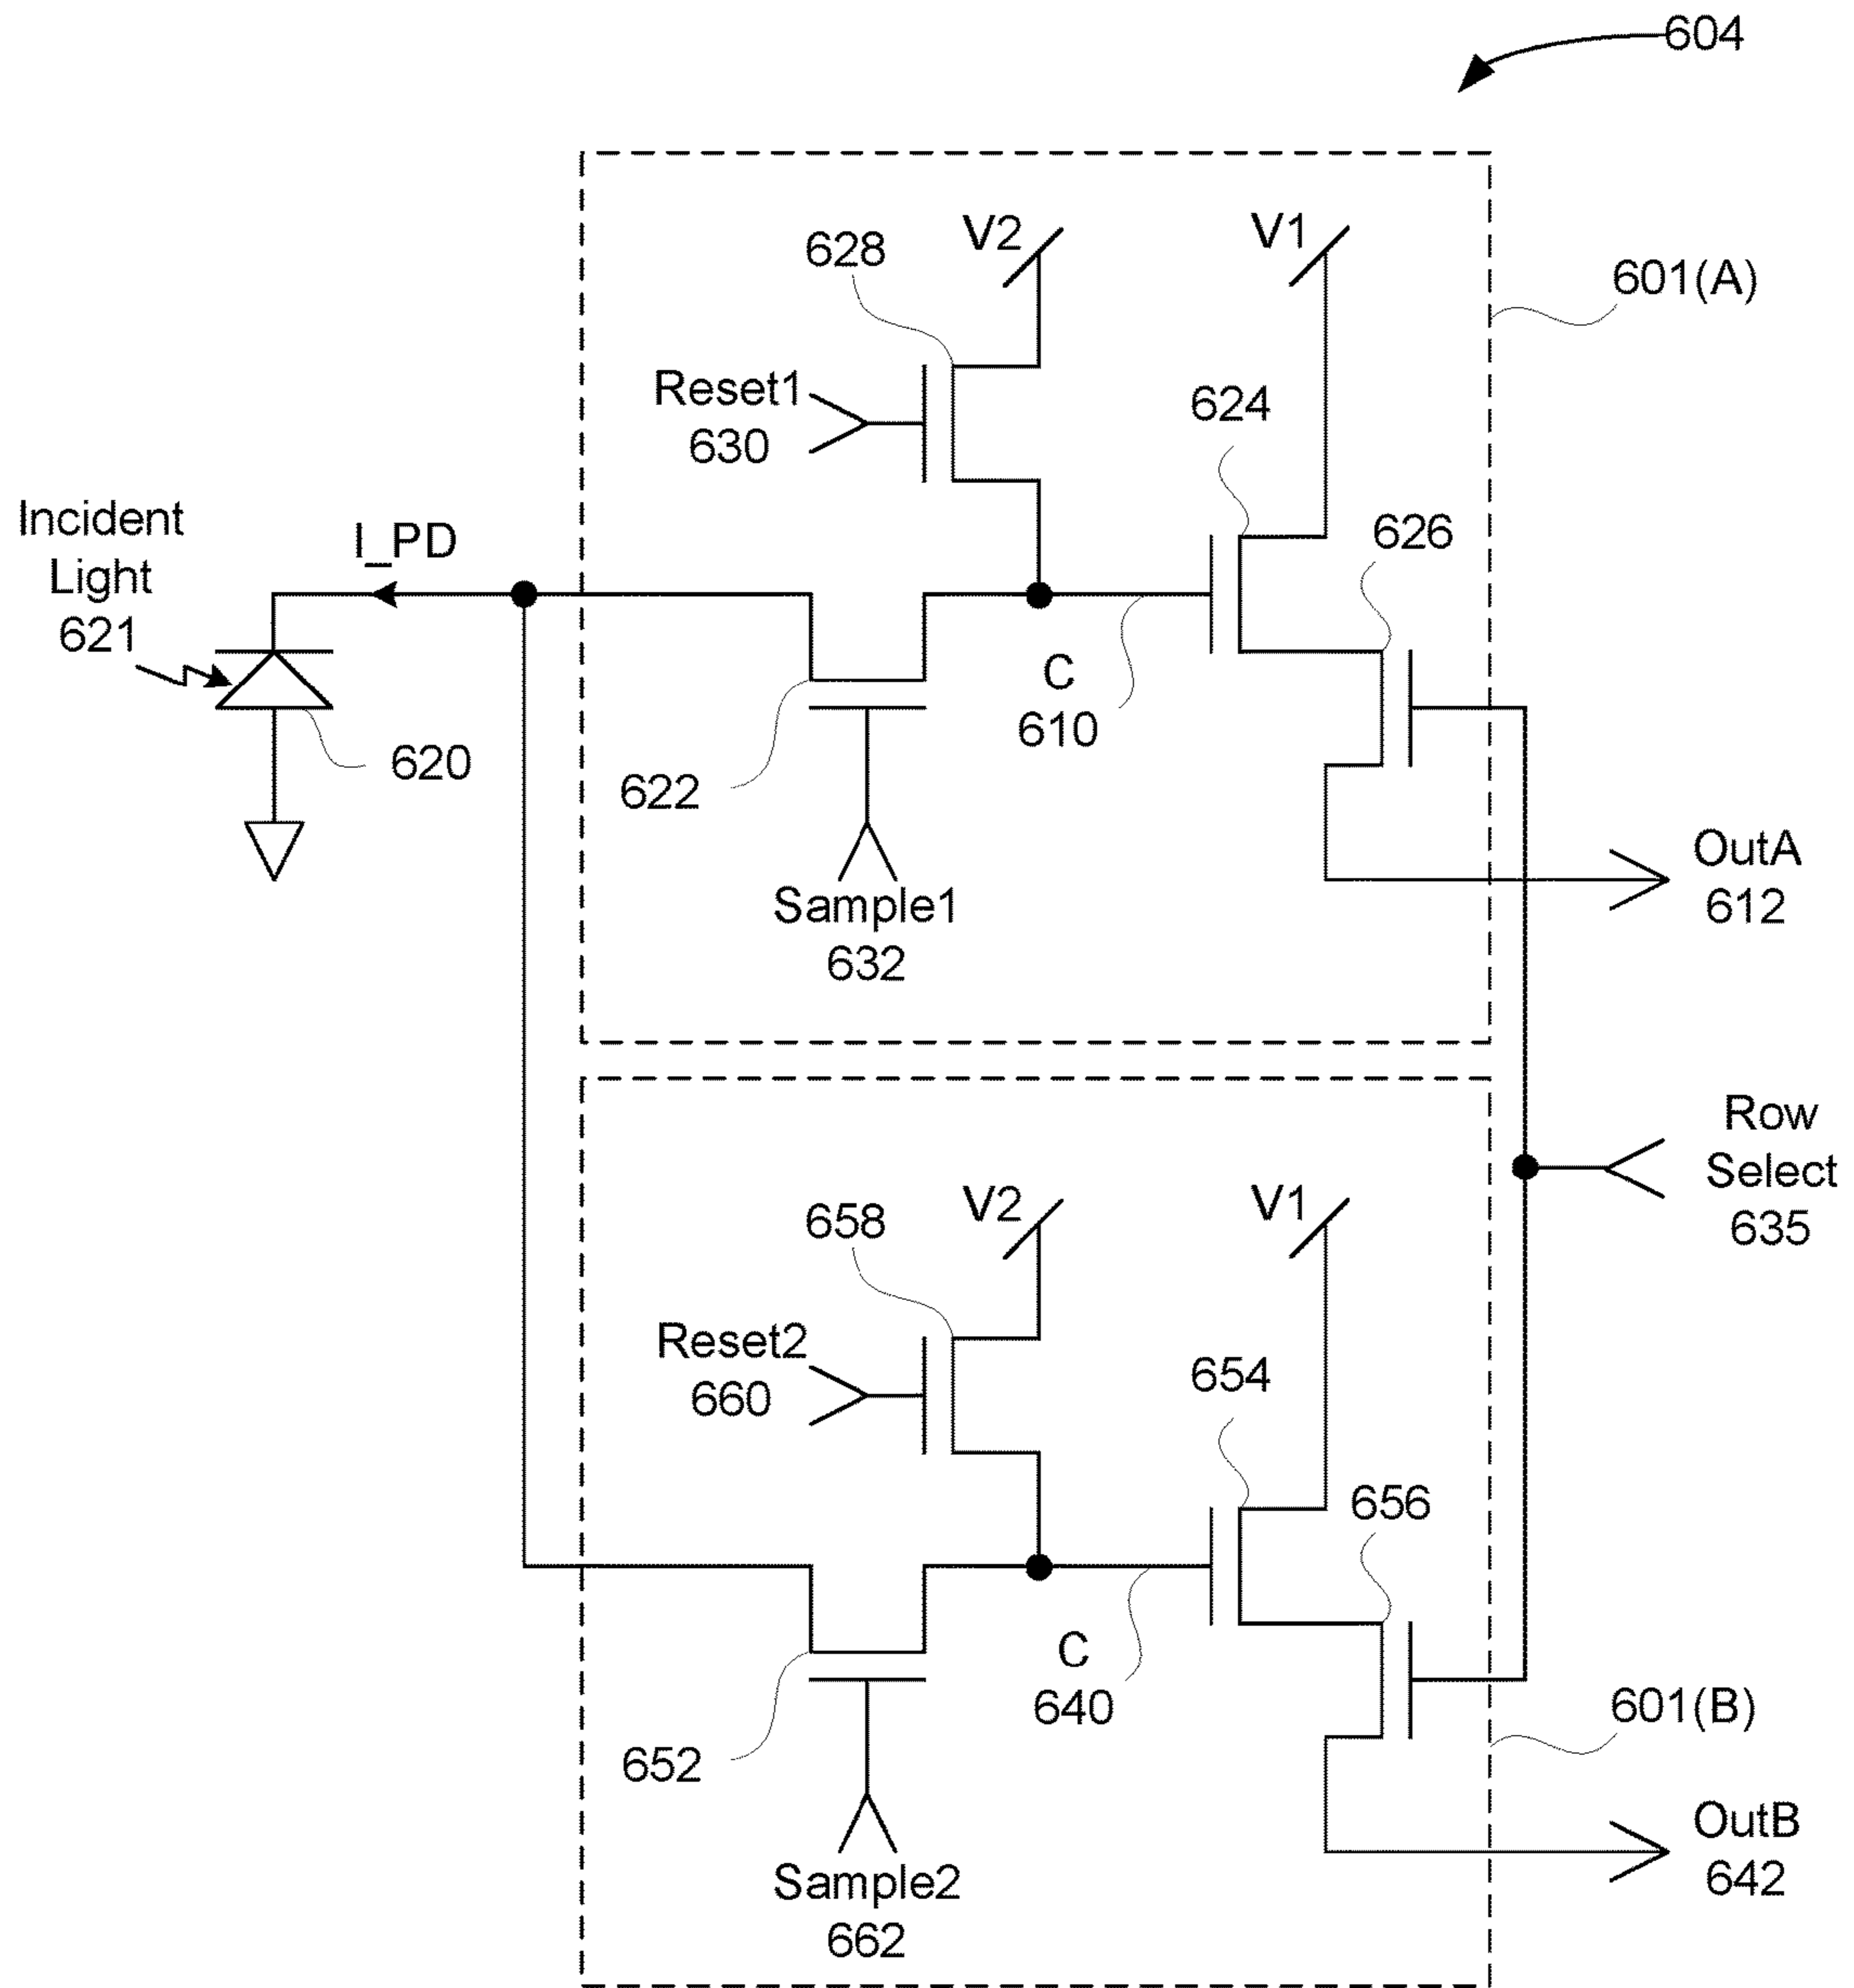 604
V2
V1
628
601(A)
Reset1
630
624
626
Incident
Light
621
I_PD
C
610
620
622
OutA
612
Sample1
632
Row
Select
635
V2
V1
658
Reset2
660
654
656
C
640
601(B)
652
OutB
642
Sample2
662